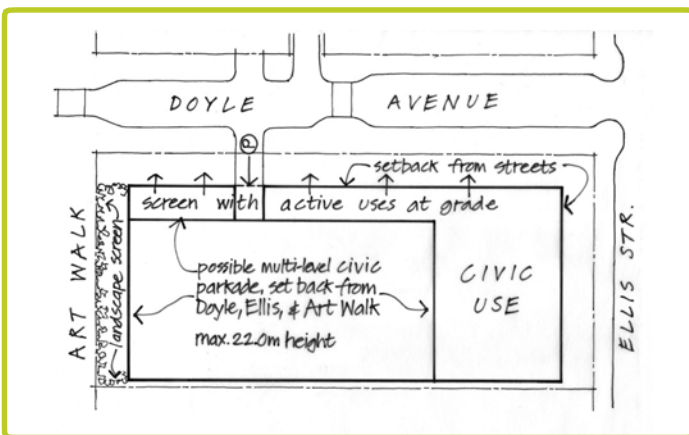 DOYLE AVENUE
P
setback from streets
screen with active uses at grade
ART WALK
landscape screen
possible multi-level civic
parkade, set back from
Doyle, Ellis, & Art Walk
max. 22.0m height
CIVIC
USE
ELLIS STR.